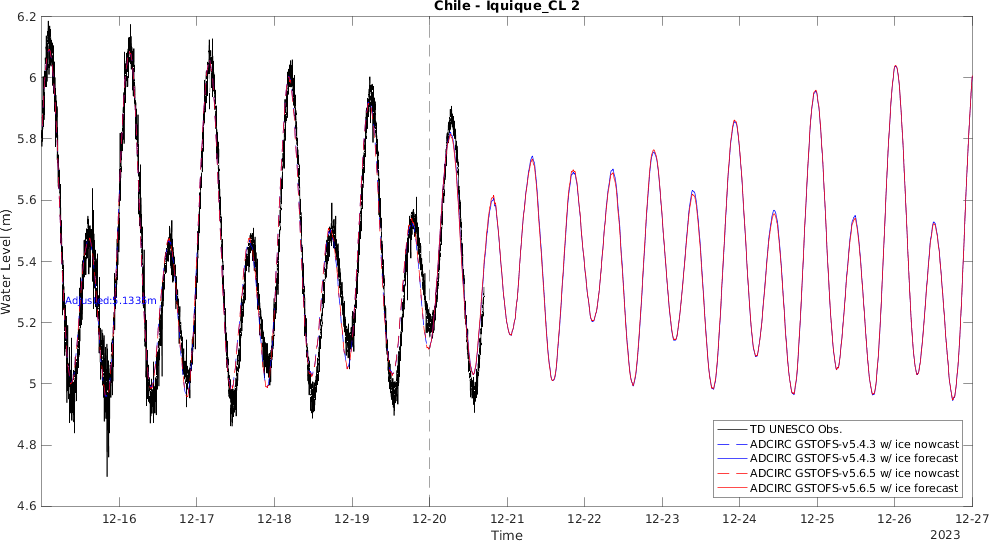 Chile - Iquique_CL 2
6.2
6
5.8
5.6
5.4
5.2
5
4.8
4.6
Water Level (m)
Adjusted:5.1335m
12-16
12-17
12-18
12-19
12-20
12-21
12-22
12-23
12-24
12-25
12-26
12-27
Time
2023
TD UNESCO Obs.
ADCIRC GSTOFS-v5.4.3 w/ ice nowcast
ADCIRC GSTOFS-v5.4.3 w/ ice forecast
ADCIRC GSTOFS-v5.6.5 w/ ice nowcast
ADCIRC GSTOFS-v5.6.5 w/ ice forecast